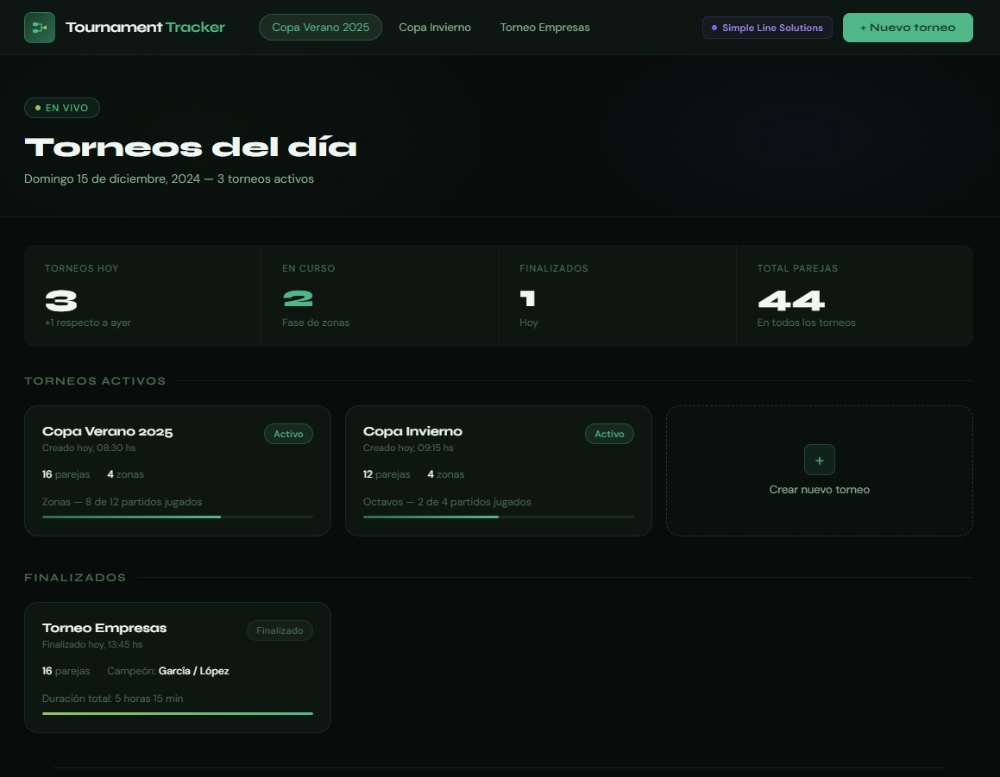 Tournament Tracker
Copa Verano 2025
Copa Invierno
Torneo Empresas
Simple Line Solutions
+ Nuevo torneo
EN VIVO
Torneos del día
Domingo 15 de diciembre, 2024 — 3 torneos activos
TORNEOS HOY
3
+1 respecto a ayer
EN CURSO
2
Fase de zonas
FINALIZADOS
1
Hoy
TOTAL PAREJAS
44
En todos los torneos
TORNEOS ACTIVOS
Copa Verano 2025
Activo
Creado hoy, 08:30 hs
16 parejas 4 zonas
Zonas — 8 de 12 partidos jugados
Copa Invierno
Activo
Creado hoy, 09:15 hs
12 parejas 4 zonas
Octavos — 2 de 4 partidos jugados
+
Crear nuevo torneo
FINALIZADOS
Torneo Empresas
Finalizado
Finalizado hoy, 13:45 hs
16 parejas Campeón: García / López
Duración total: 5 horas 15 min